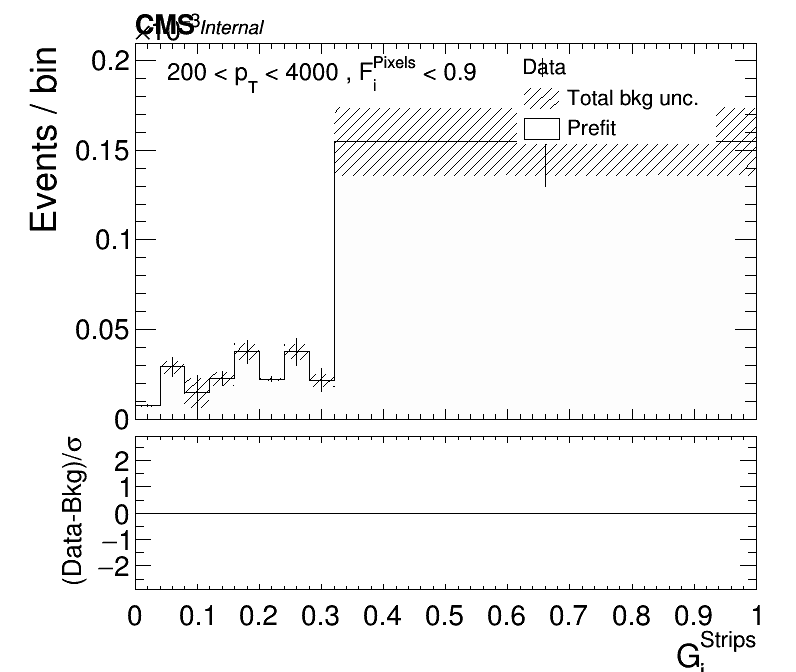 CMS Internal
×10³
Events / bin
200 < p_T < 4000 , F_i^Pixels < 0.9
Data
Total bkg unc.
Prefit
0.2
0.15
0.1
0.05
0
(Data-Bkg)/σ
2
1
0
−1
−2
0 0.1 0.2 0.3 0.4 0.5 0.6 0.7 0.8 0.9 1
G_i^Strips